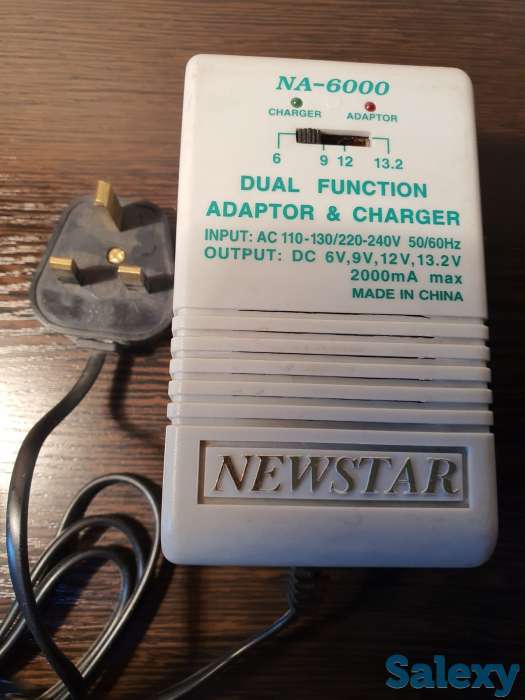 NA-6000
CHARGER ADAPTOR
6 9 12 13.2
DUAL FUNCTION
ADAPTOR & CHARGER
INPUT: AC 110-130/220-240V 50/60Hz
OUTPUT: DC 6V,9V,12V,13.2V
2000mA max
MADE IN CHINA
NEWSTAR
Salexy